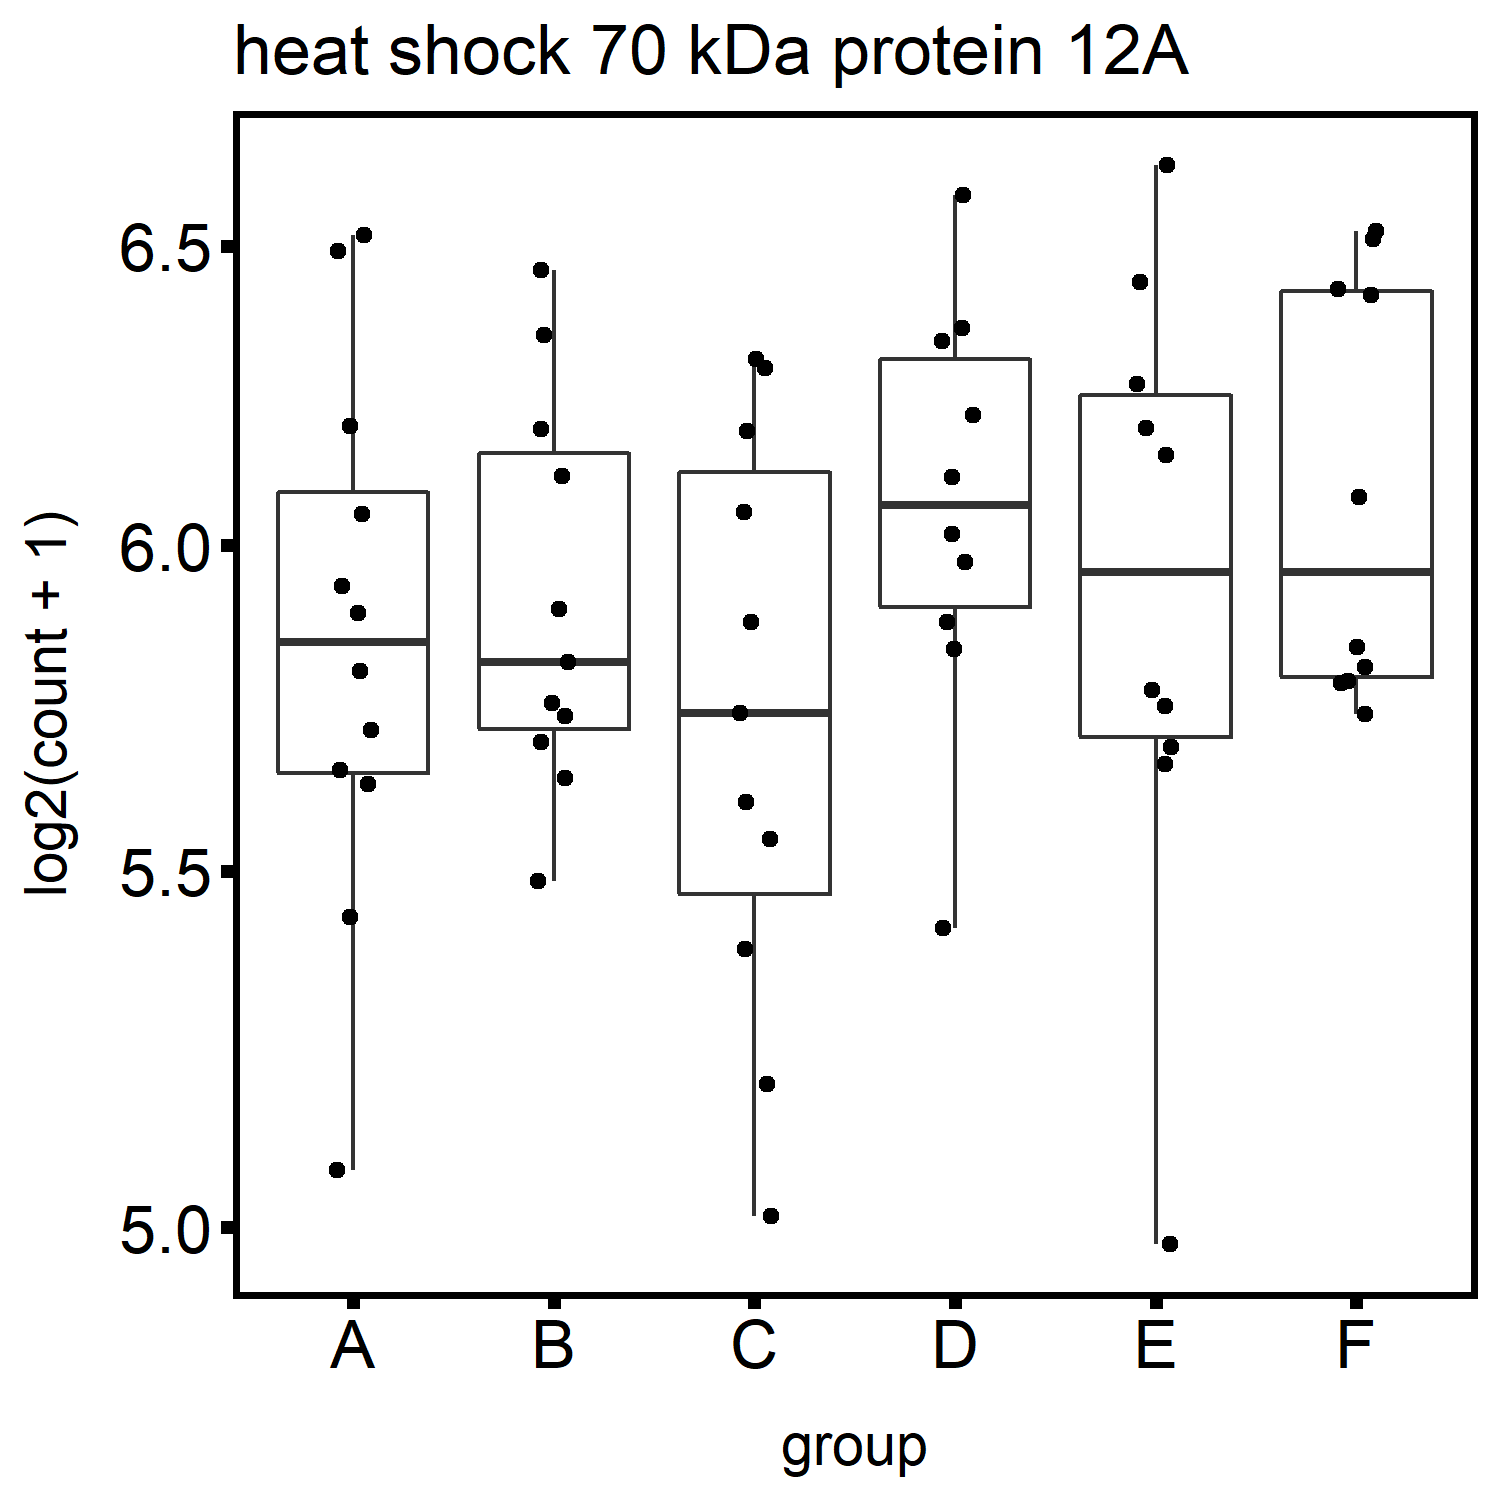 heat shock 70 kDa protein 12A
log2(count + 1)
6.5
6.0
5.5
5.0
A B C D E F
group